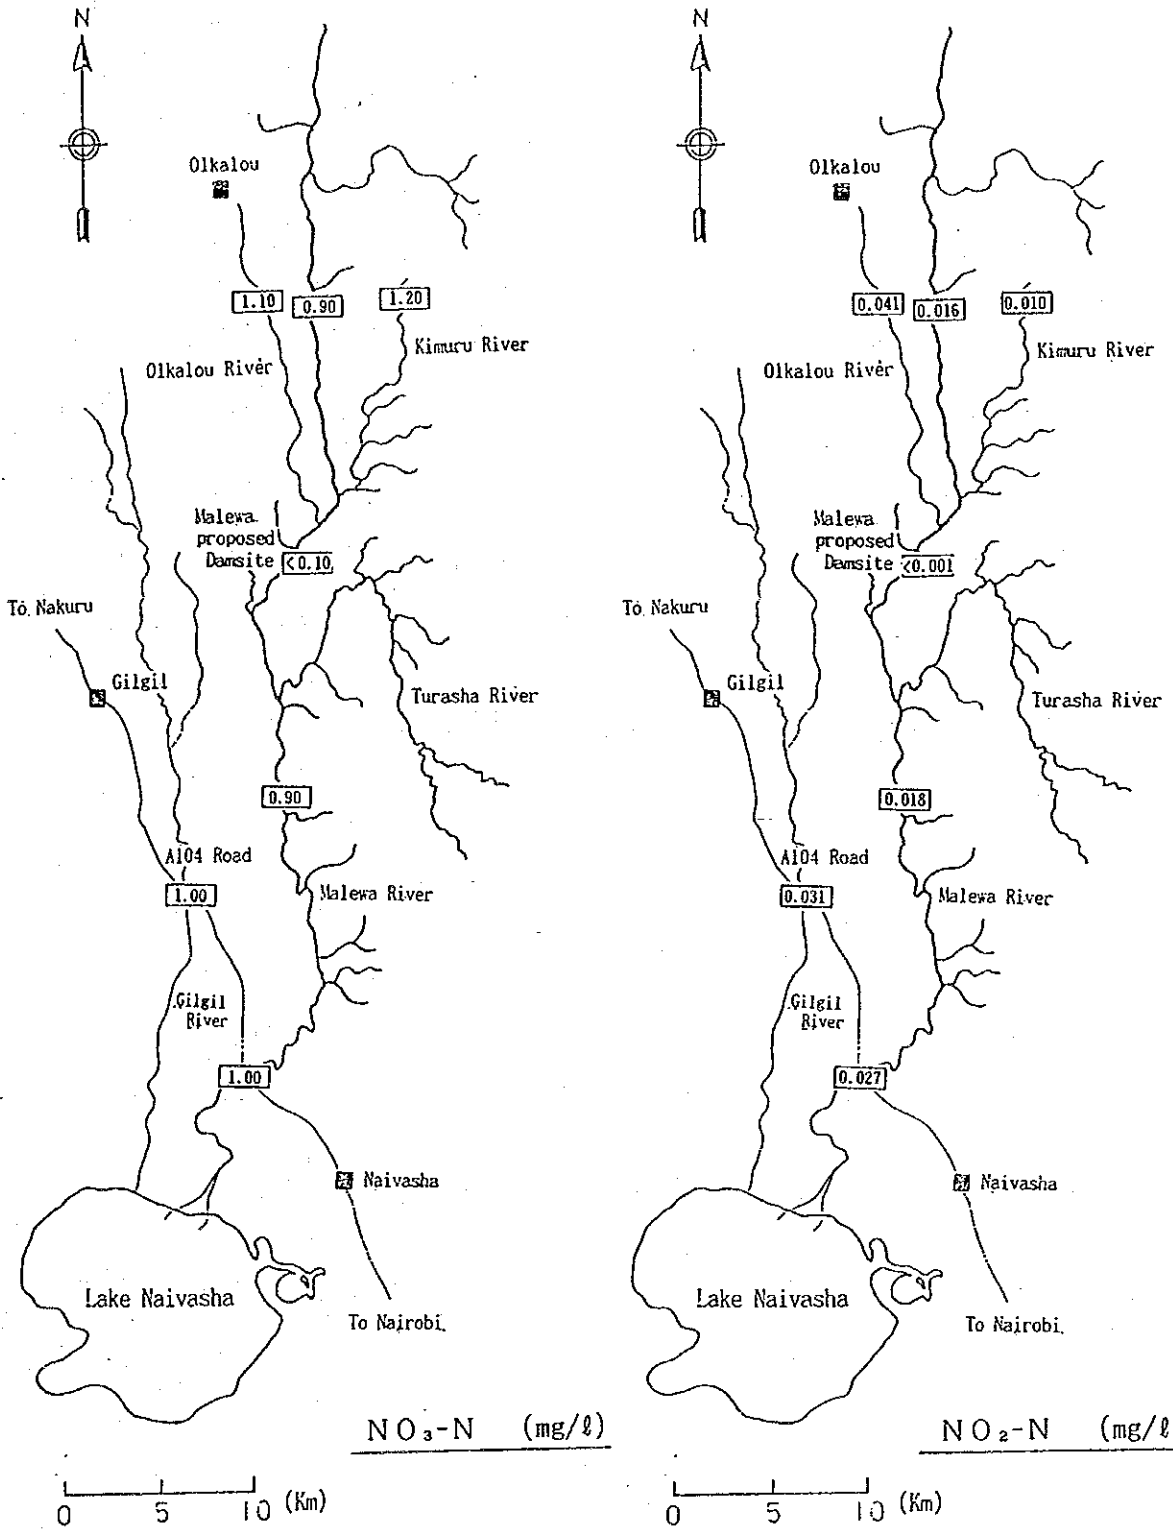 N
Olkalou
1.10
0.90
1.20
Kimuru River
Olkalou River
Malewa
proposed
Damsite
<0.10
To Nakuru
Gilgil
Turasha River
0.90
A104 Road
1.00
Malewa River
Gilgil
River
1.00
Naivasha
Lake Naivasha
To Nairobi.
NO₃-N (mg/ℓ)
0 5 10 (Km)
N
Olkalou
0.041
0.016
0.010
Kimuru River
Olkalou River
Malewa
proposed
Damsite
<0.001
To Nakuru
Gilgil
Turasha River
0.018
A104 Road
0.031
Malewa River
Gilgil
River
0.027
Naivasha
Lake Naivasha
To Nairobi.
NO₂-N (mg/ℓ
0 5 10 (Km)